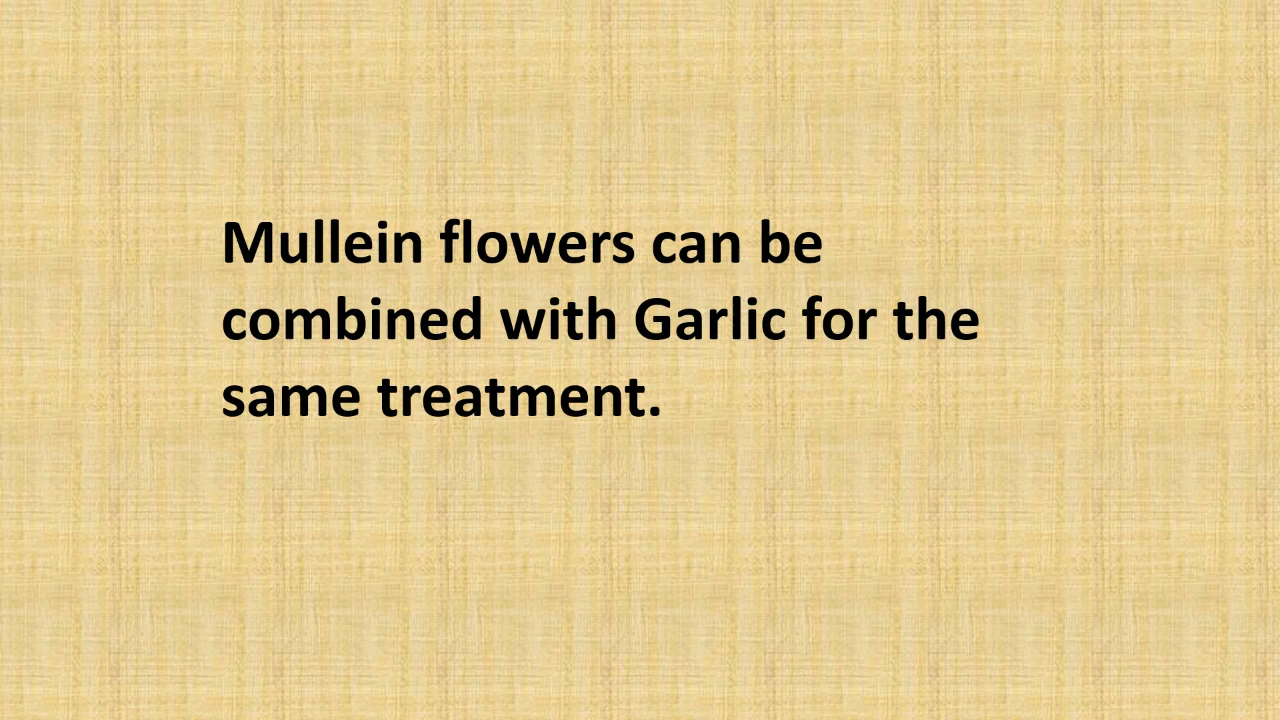 Mullein flowers can be
combined with Garlic for the
same treatment.